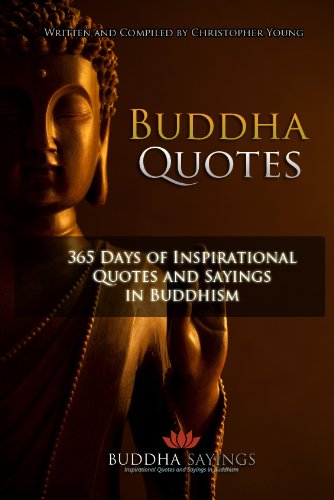 Written and Compiled by Christopher Young
Buddha
Quotes
365 Days of Inspirational
Quotes and Sayings
in Buddhism
BUDDHA SAYINGS
Inspirational Quotes and Sayings in Buddhism